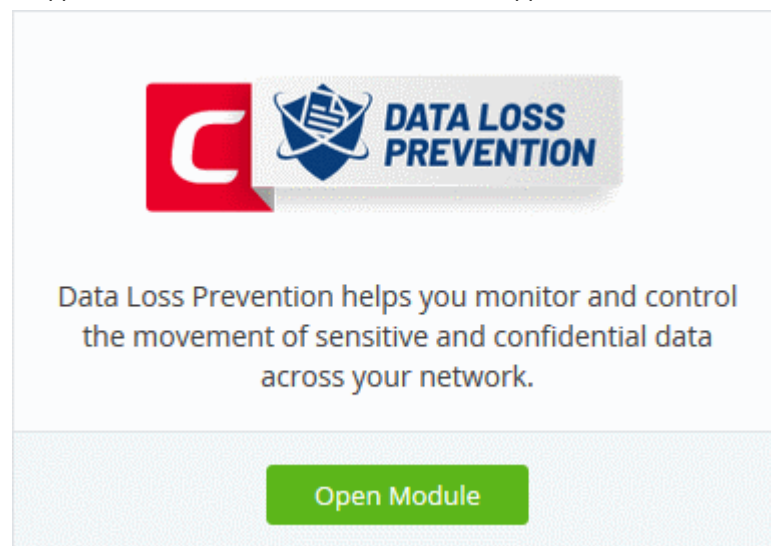 C DATA LOSS
PREVENTION
Data Loss Prevention helps you monitor and control
the movement of sensitive and confidential data
across your network.
Open Module